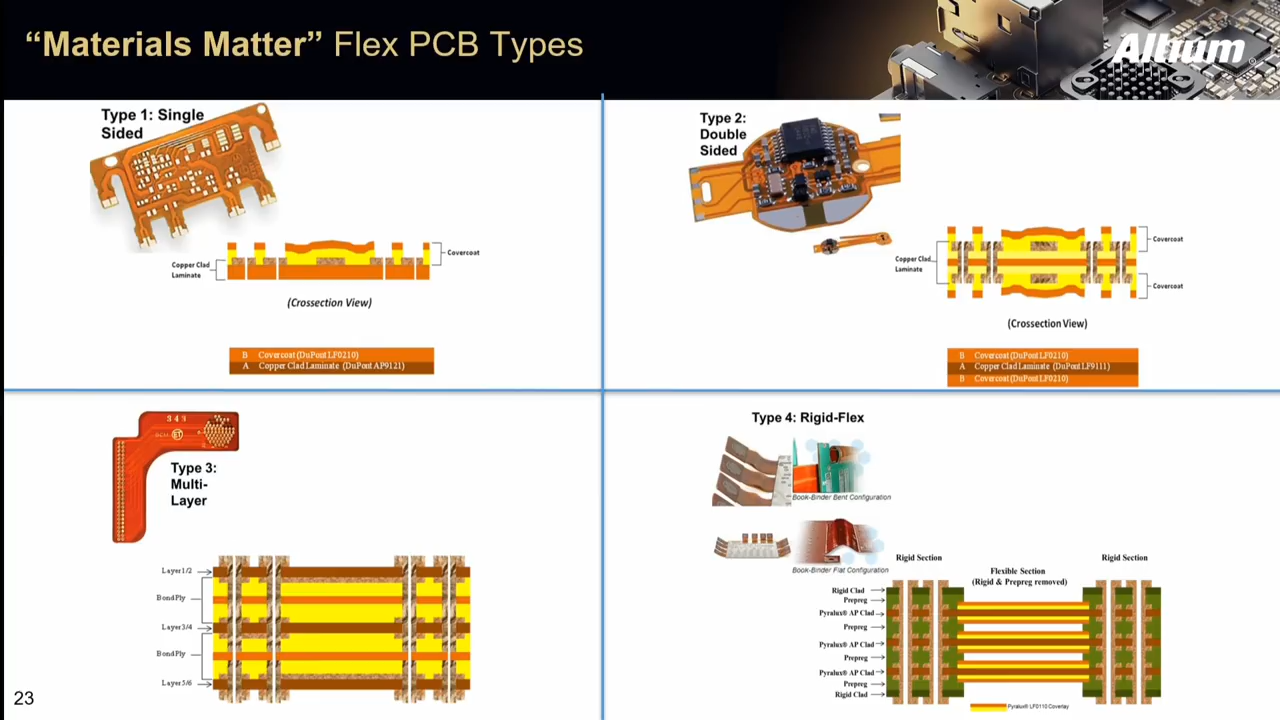 “Materials Matter” Flex PCB Types
Altium
Type 1: Single
Sided
Copper Clad
Laminate
Covercoat
(Crossection View)
B Covercoat (DuPont LF0210)
A Copper Clad Laminate (DuPont AP9121)
Type 2:
Double
Sided
Copper Clad
Laminate
Covercoat
Covercoat
(Crossection View)
B Covercoat (DuPont LF0210)
A Copper Clad Laminate (DuPont LF9111)
B Covercoat (DuPont LF0210)
343
ET
Type 3:
Multi-
Layer
Layer1/2
BondPly
Layer3/4
BondPly
Layer5/6
Type 4: Rigid-Flex
Book-Binder Bent Configuration
Book-Binder Flat Configuration
Rigid Section
Flexible Section
(Rigid & Prepreg removed)
Rigid Section
Rigid Clad
Prepreg
Pyralux® AP Clad
Prepreg
Pyralux® AP Clad
Prepreg
Pyralux® AP Clad
Prepreg
Rigid Clad
Pyralux® LF0110 Coverlay
23